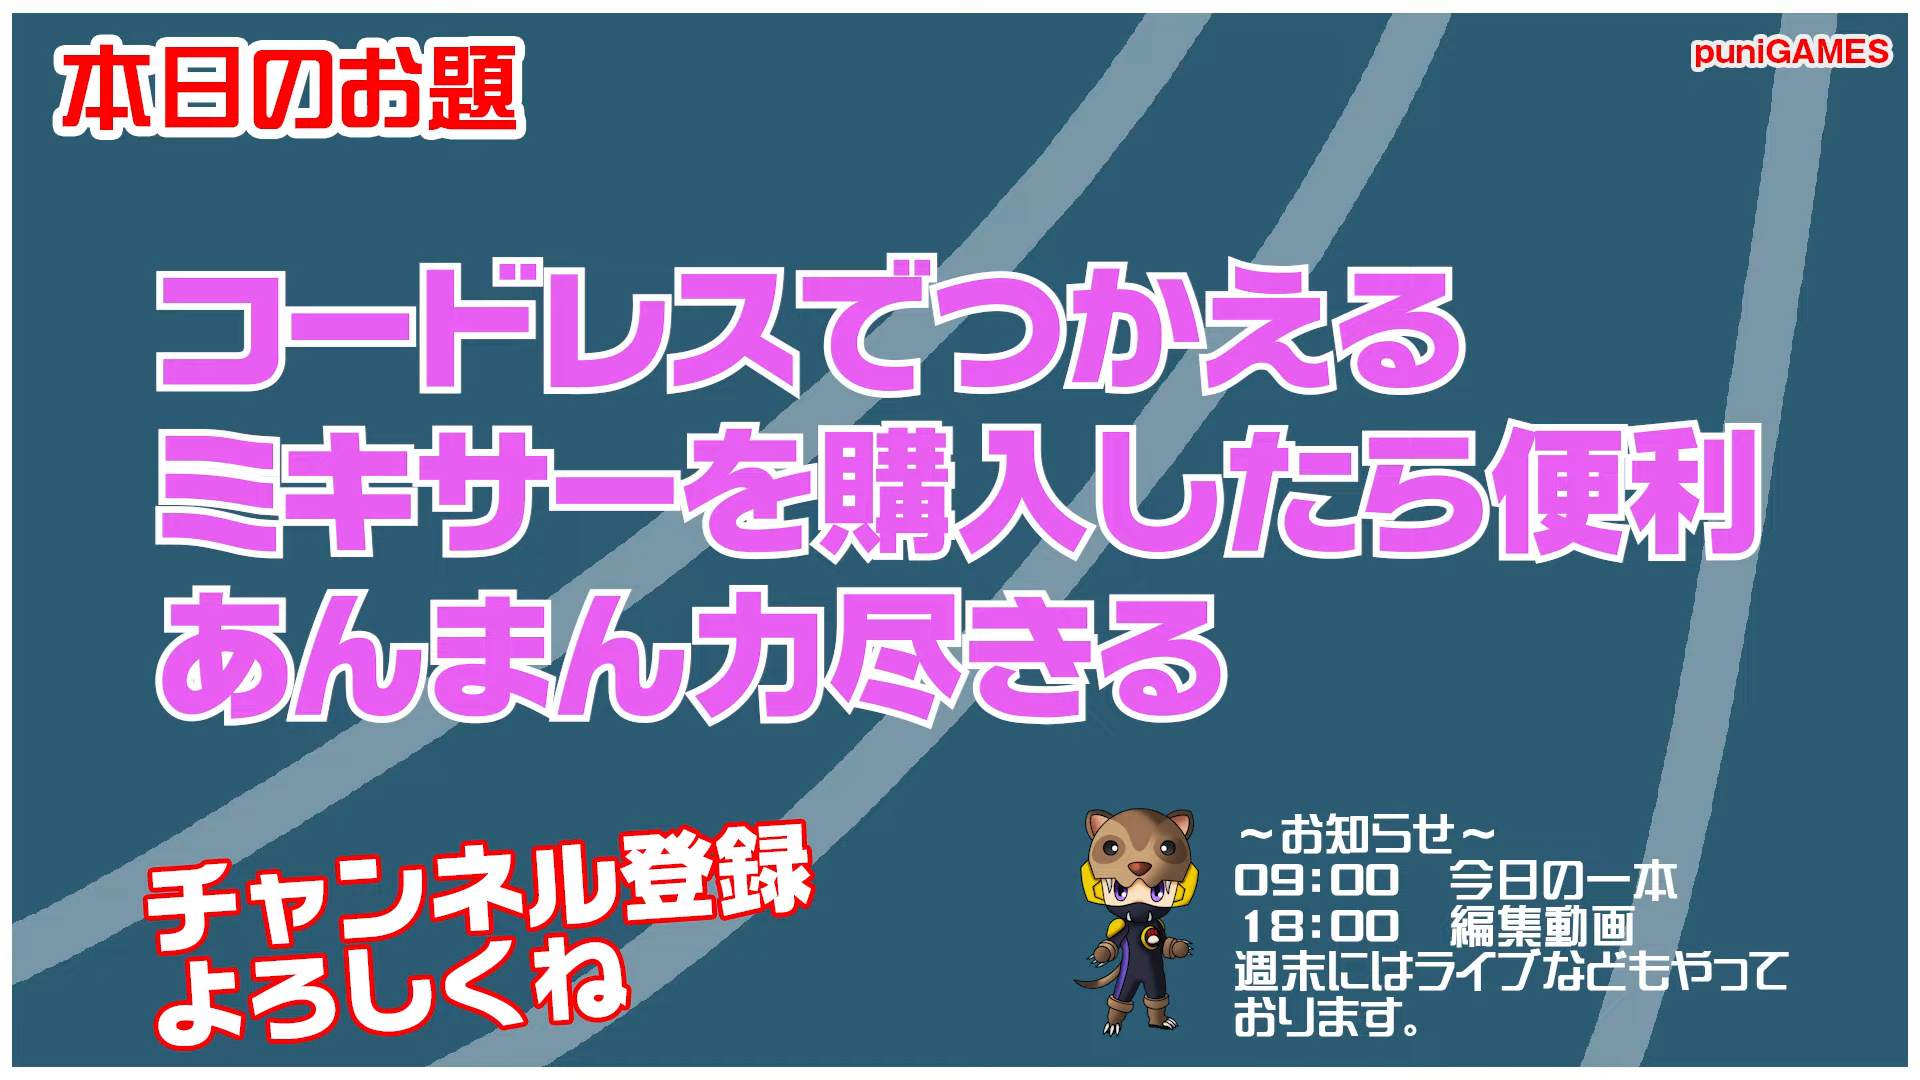 本日のお題
puniGAMES
コードレスでつかえる
ミキサーを購入したら便利
あんまん力尽きる
チャンネル登録
よろしくね
～お知らせ～
09:00 今日の一本
18:00 編集動画
週末にはライブなどもやって
おります。